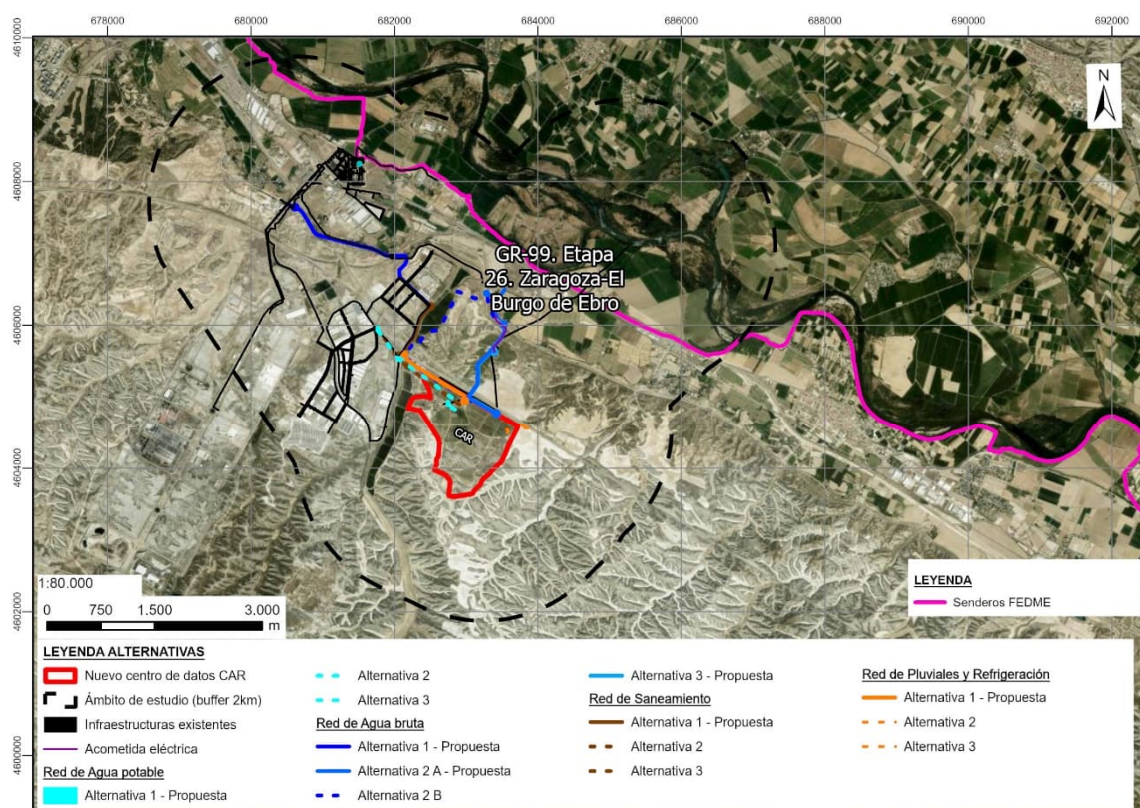 678000 680000 682000 684000 686000 688000 690000 692000
4610000
N
4608000
GR-99. Etapa
26. Zaragoza-El
Burgo de Ebro
4606000
CAR
4604000
1:80.000
0 750 1.500 3.000
m
4602000
LEYENDA
Senderos FEDME
4600000
LEYENDA ALTERNATIVAS
Nuevo centro de datos CAR
Ámbito de estudio (buffer 2km)
Infraestructuras existentes
Acometida eléctrica
Red de Agua potable
Alternativa 1 - Propuesta
Alternativa 2
Alternativa 3
Red de Agua bruta
Alternativa 1 - Propuesta
Alternativa 2 A - Propuesta
Alternativa 2 B
Alternativa 3 - Propuesta
Red de Saneamiento
Alternativa 1 - Propuesta
Alternativa 2
Alternativa 3
Red de Pluviales y Refrigeración
Alternativa 1 - Propuesta
Alternativa 2
Alternativa 3